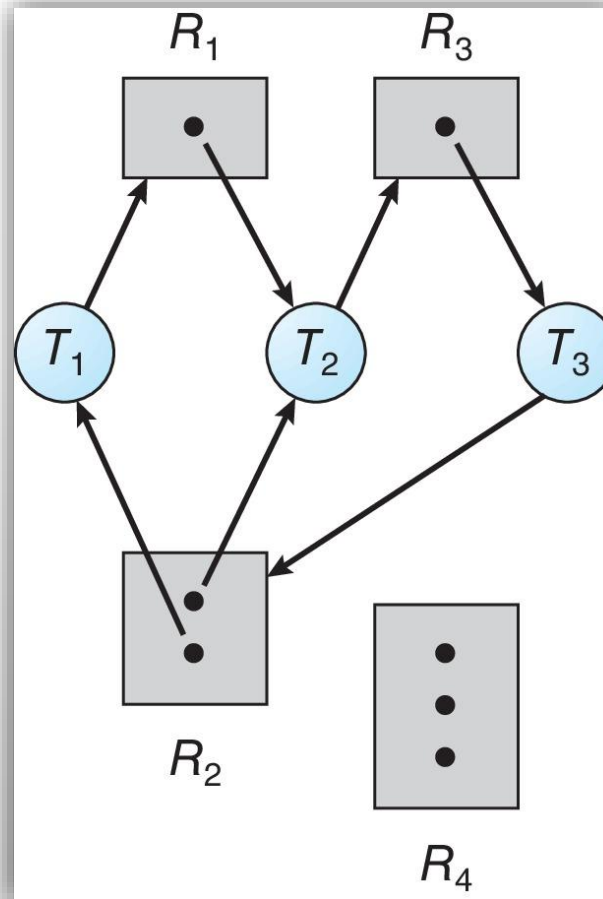 R₁ R₃
T₁ T₂ T₃
R₂
R₄